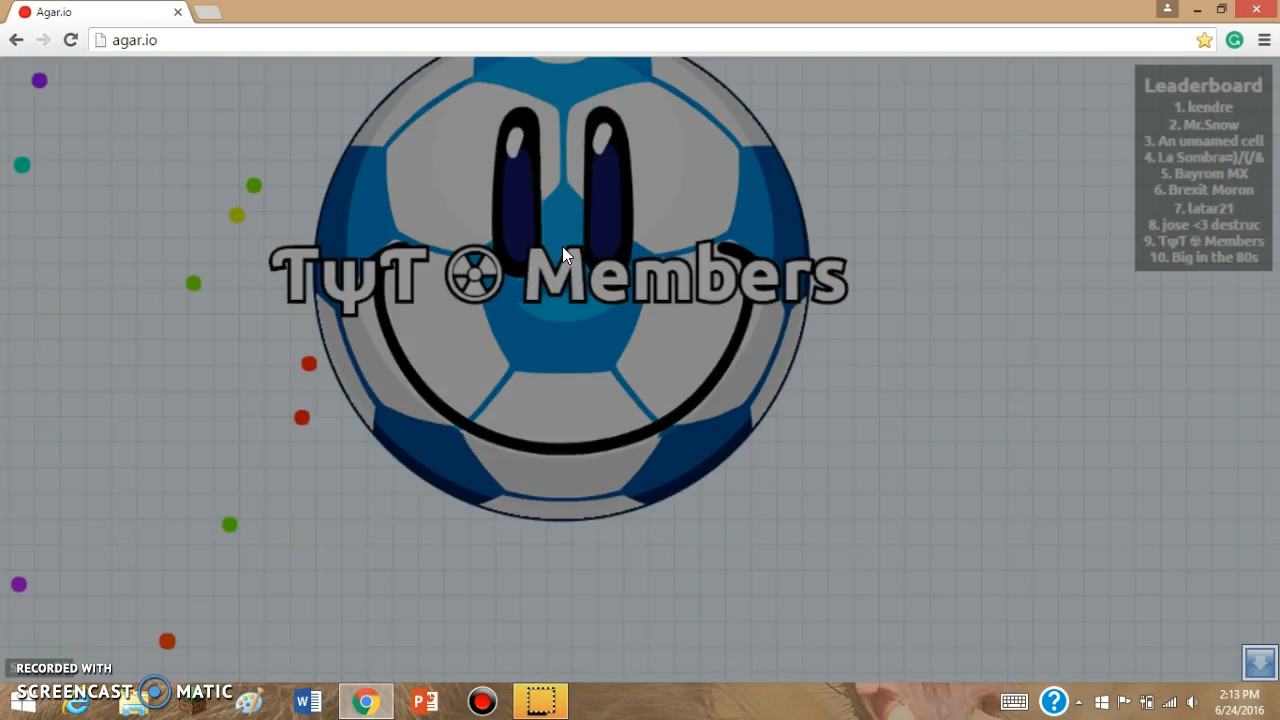 Agar.io
agar.io
Leaderboard
1. kendre
2. Mr.Snow
3. An unnamed cell
4. La Sombra=)/(/&
5. Bayrom MX
6. Brexit Moron
7. latar21
8. jose <3 destruc
9. TψT ☢ Members
10. Big in the 80s
TψT ☢ Members
RECORDED WITH
SCREENCAST MATIC
2:13 PM
6/24/2016